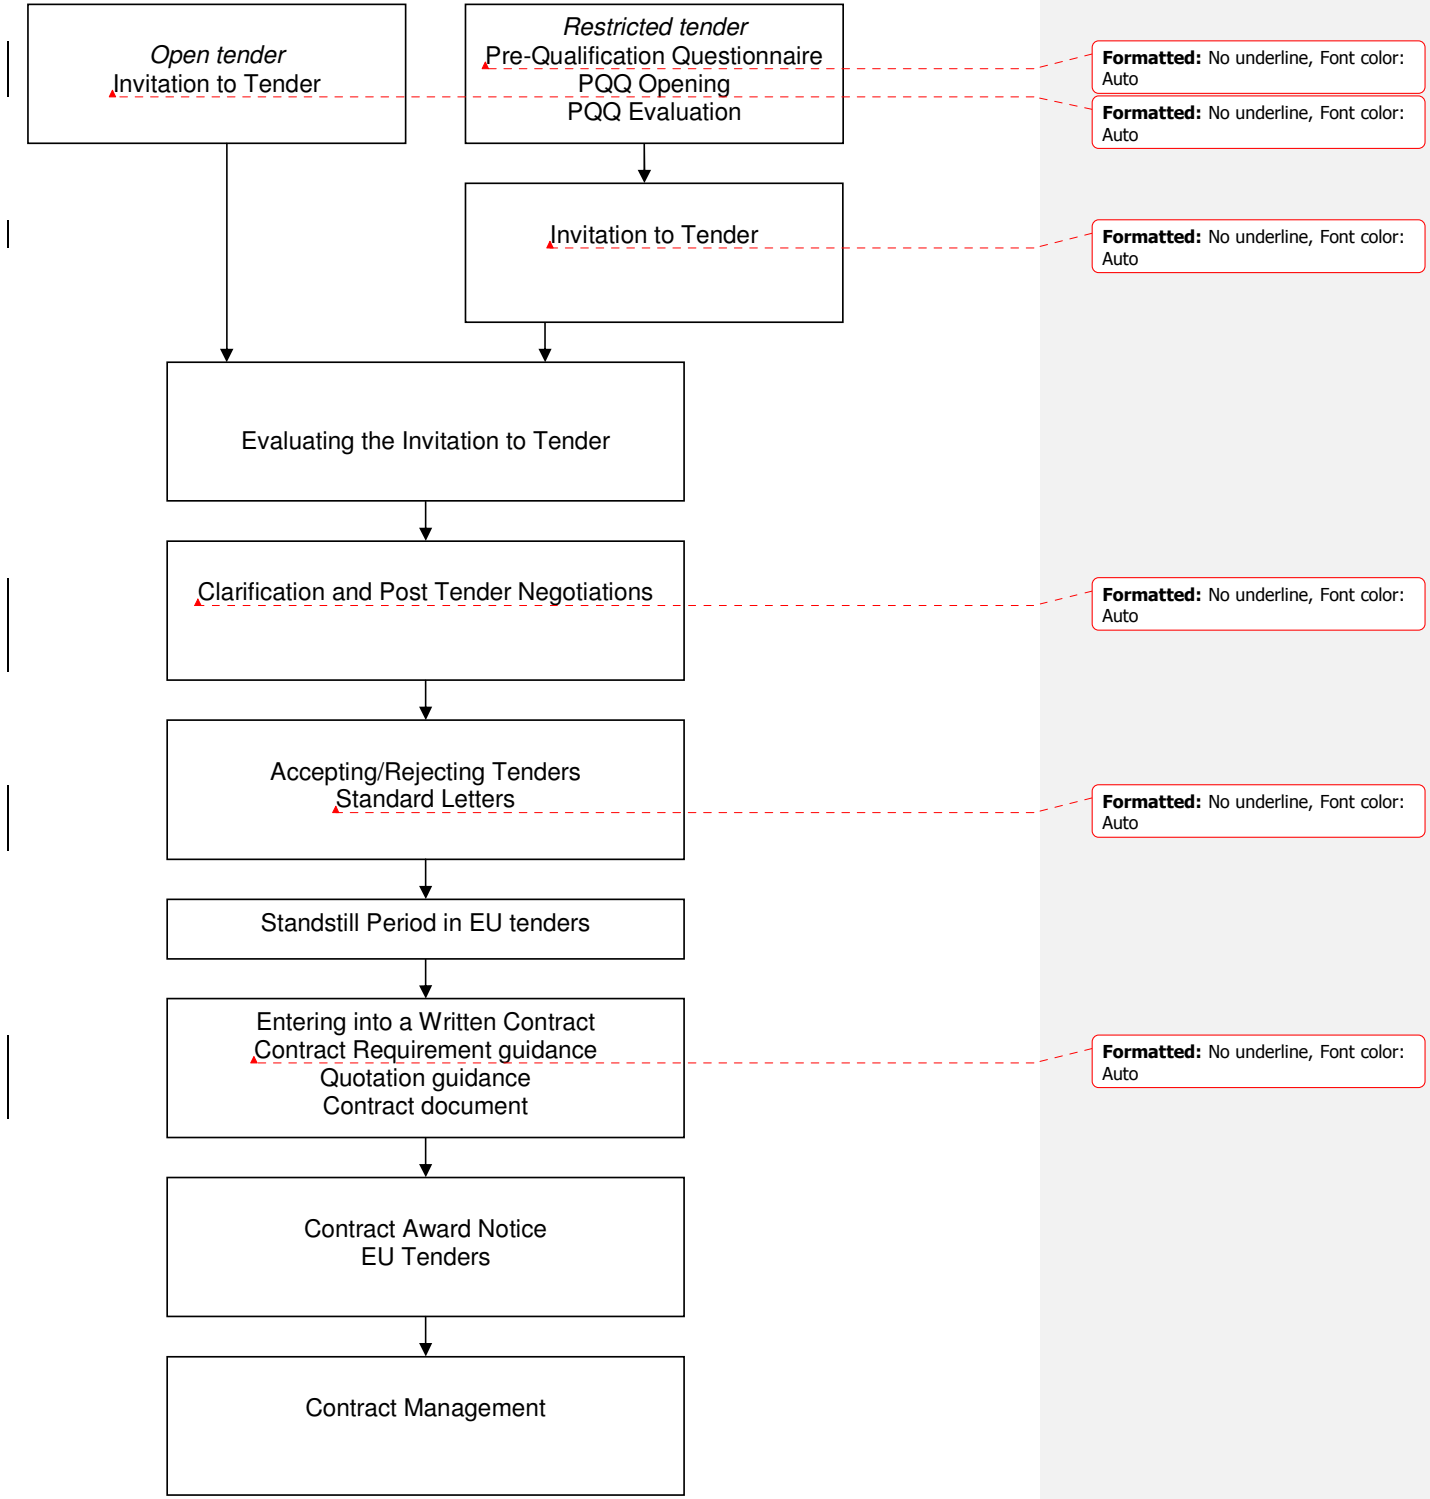 Open tender
Invitation to Tender
Restricted tender
Pre-Qualification Questionnaire
PQQ Opening
PQQ Evaluation
Formatted: No underline, Font color:
Auto
Formatted: No underline, Font color:
Auto
Invitation to Tender
Formatted: No underline, Font color:
Auto
Evaluating the Invitation to Tender
Clarification and Post Tender Negotiations
Formatted: No underline, Font color:
Auto
Accepting/Rejecting Tenders
Standard Letters
Formatted: No underline, Font color:
Auto
Standstill Period in EU tenders
Entering into a Written Contract
Contract Requirement guidance
Quotation guidance
Contract document
Formatted: No underline, Font color:
Auto
Contract Award Notice
EU Tenders
Contract Management